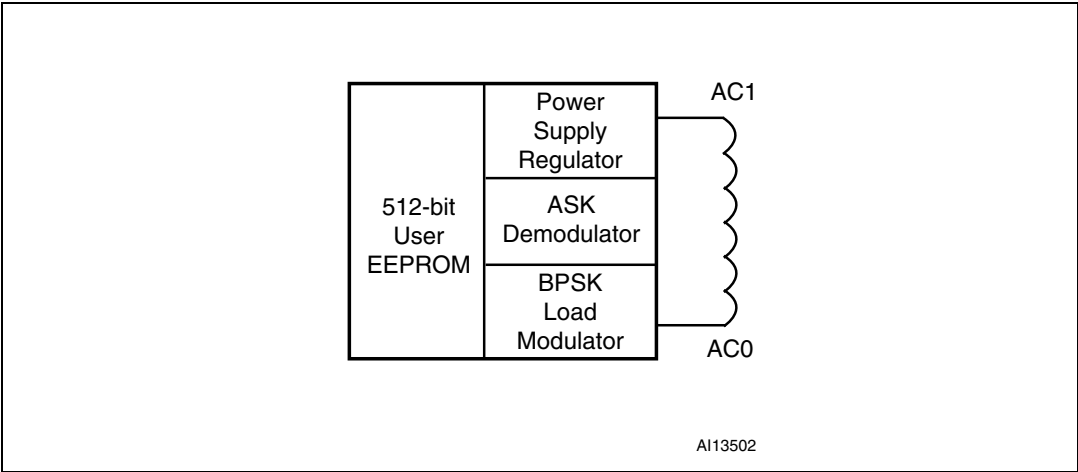 512-bit
User
EEPROM
Power
Supply
Regulator
ASK
Demodulator
BPSK
Load
Modulator
AC1
AC0
AI13502